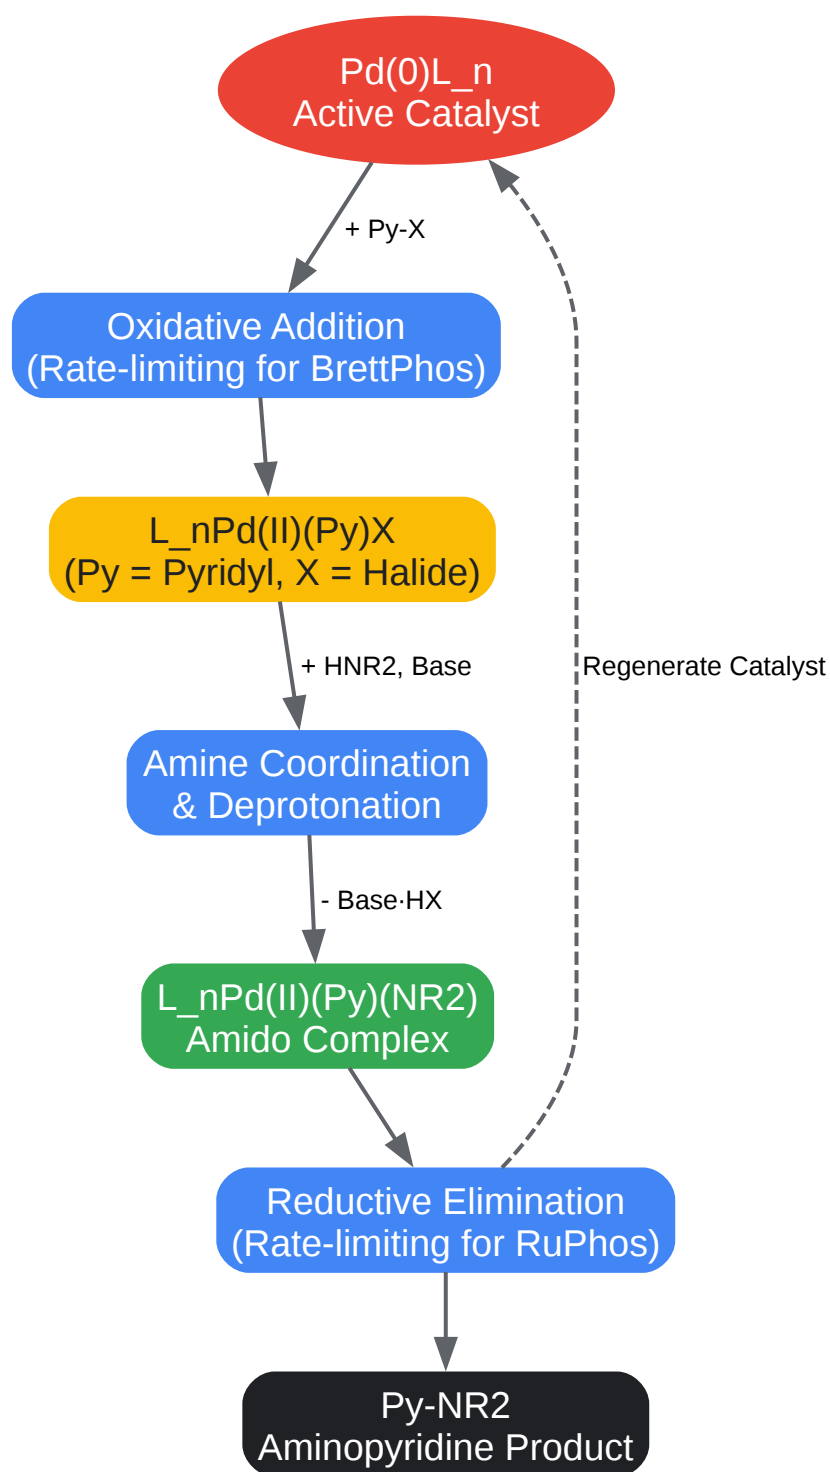 Pd(0)L_n
Active Catalyst
+ Py-X
Oxidative Addition
(Rate-limiting for BrettPhos)
L_nPd(II)(Py)X
(Py = Pyridyl, X = Halide)
+ HNR2, Base
Regenerate Catalyst
Amine Coordination
& Deprotonation
- Base·HX
L_nPd(II)(Py)(NR2)
Amido Complex
Reductive Elimination
(Rate-limiting for RuPhos)
Py-NR2
Aminopyridine Product